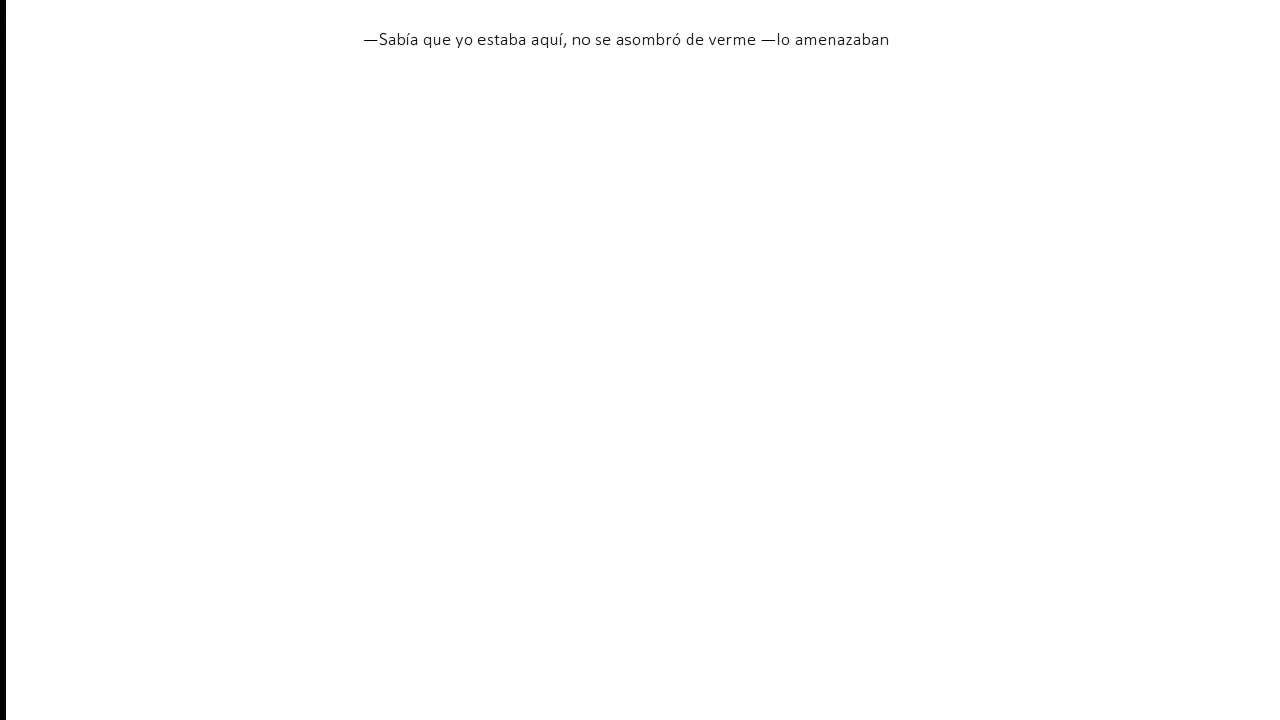 —Sabía que yo estaba aquí, no se asombró de verme —lo amenazaban